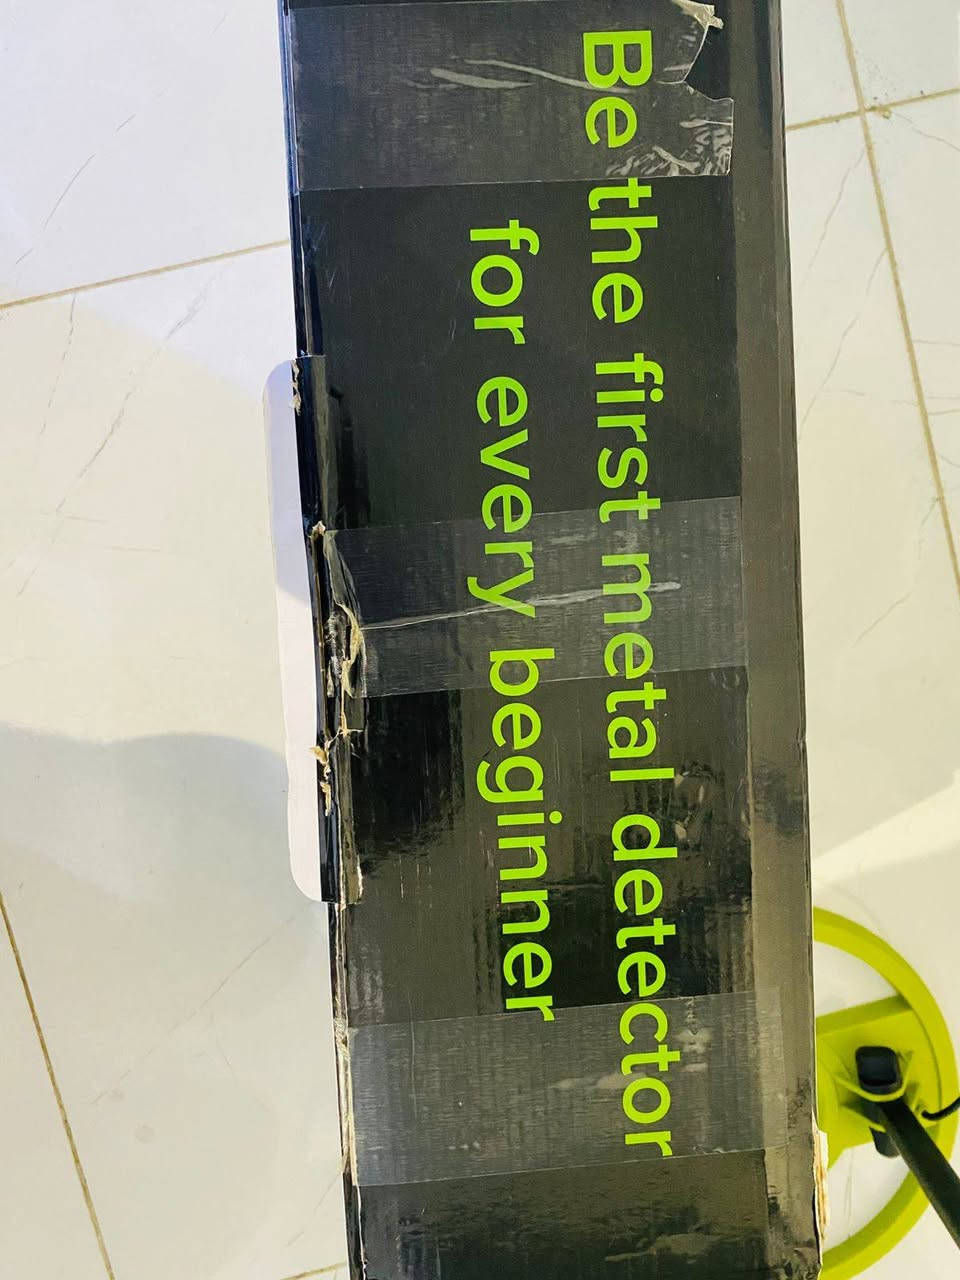 Be the first metal detector
for every beginner